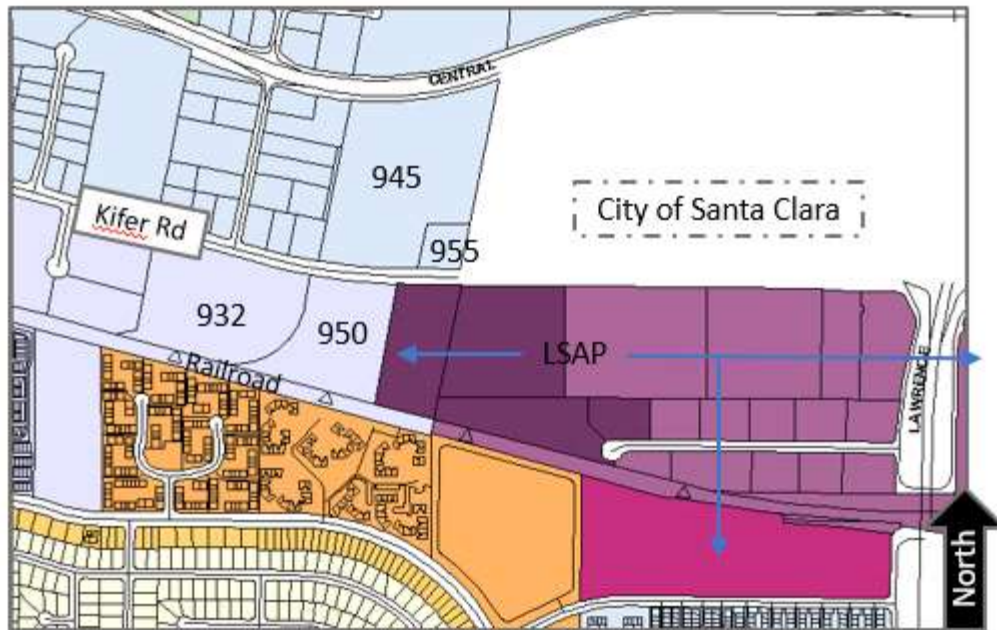 CENTRAL
945
City of Santa Clara
Kifer Rd
955
932
950
LSAP
Railroad
LAWRENCE
North